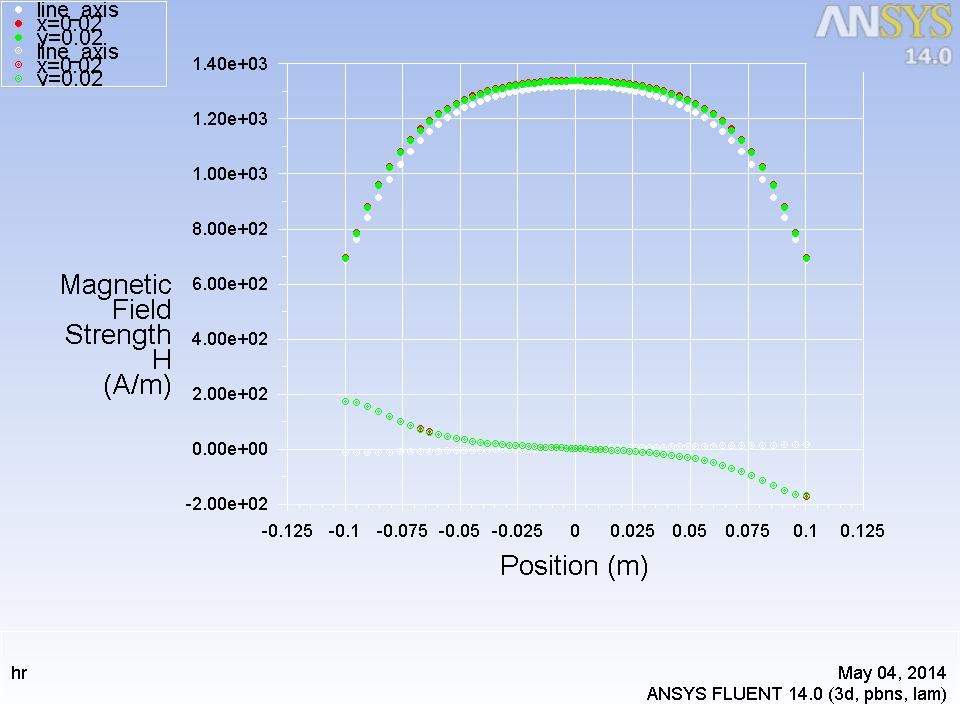 line_axis
x=0.02
y=0.02
line_axis
x=0.02
y=0.02
ANSYS
14.0
1.40e+03
1.20e+03
1.00e+03
8.00e+02
6.00e+02
4.00e+02
2.00e+02
0.00e+00
-2.00e+02
Magnetic
Field
Strength
H
(A/m)
-0.125 -0.1 -0.075 -0.05 -0.025 0 0.025 0.05 0.075 0.1 0.125
Position (m)
hr
May 04, 2014
ANSYS FLUENT 14.0 (3d, pbns, lam)